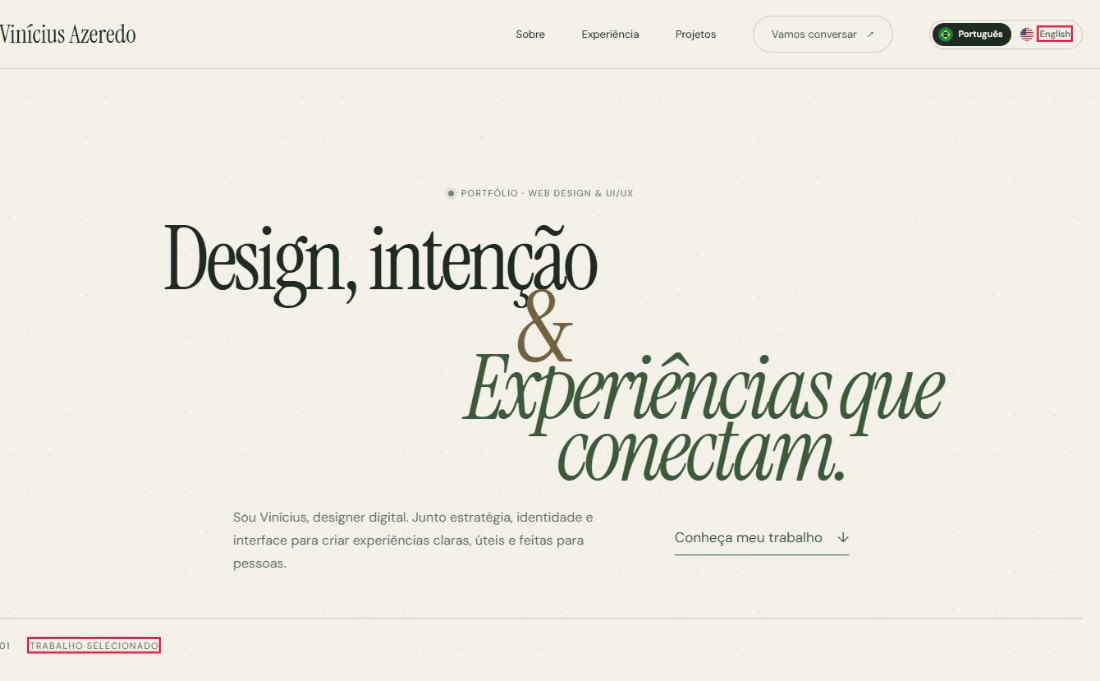 Vinícius Azeredo
Sobre
Experiência
Projetos
Vamos conversar ↗
Português
English
PORTFÓLIO · WEB DESIGN & UI/UX
Design, intenção
&
Experiências que
conectam.
Sou Vinícius, designer digital. Junto estratégia, identidade e
interface para criar experiências claras, úteis e feitas para
pessoas.
Conheça meu trabalho ↓
01 TRABALHO SELECIONADO